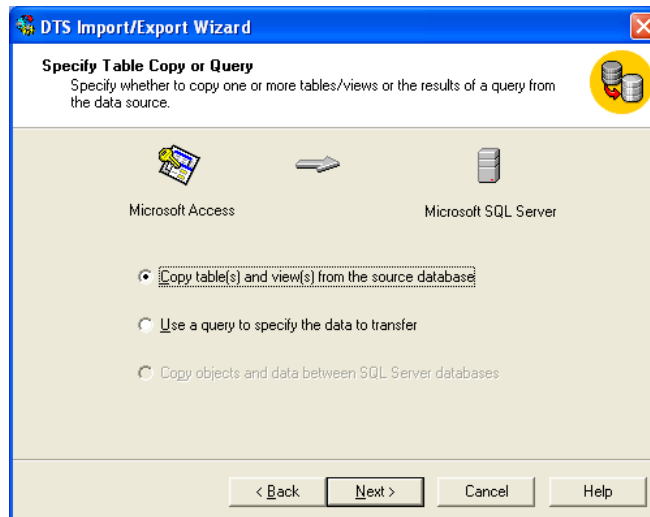 DTS Import/Export Wizard
Specify Table Copy or Query
Specify whether to copy one or more tables/views or the results of a query from
the data source.
Microsoft Access
Microsoft SQL Server
Copy table(s) and view(s) from the source database
Use a query to specify the data to transfer
Copy objects and data between SQL Server databases
< Back
Next >
Cancel
Help